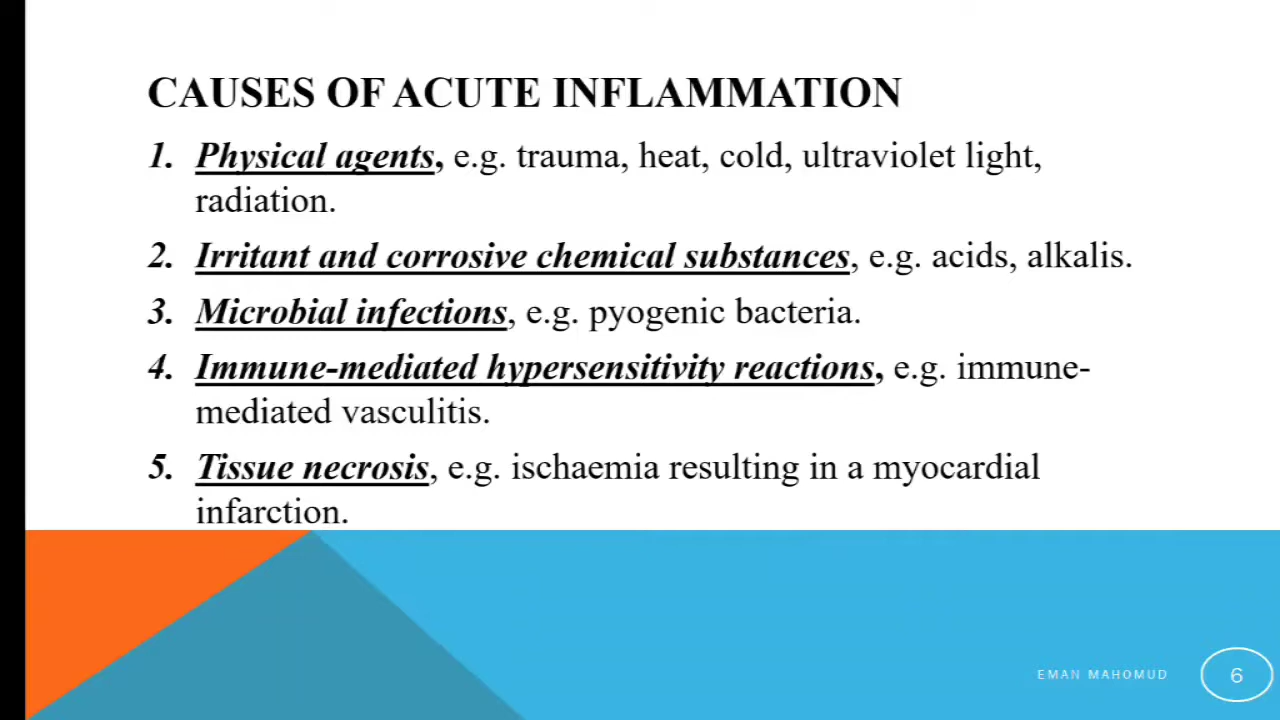 CAUSES OF ACUTE INFLAMMATION
1. Physical agents, e.g. trauma, heat, cold, ultraviolet light,
radiation.
2. Irritant and corrosive chemical substances, e.g. acids, alkalis.
3. Microbial infections, e.g. pyogenic bacteria.
4. Immune-mediated hypersensitivity reactions, e.g. immune-
mediated vasculitis.
5. Tissue necrosis, e.g. ischaemia resulting in a myocardial
infarction.
EMAN MAHOMUD
6